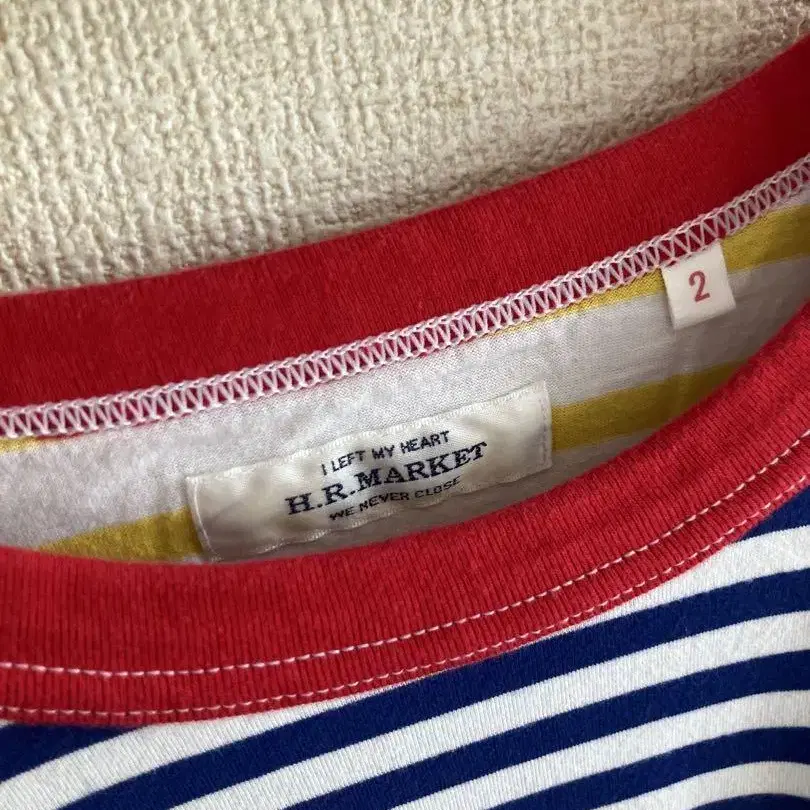 2
I LEFT MY HEART
H.R.MARKET
WE NEVER CLOSE